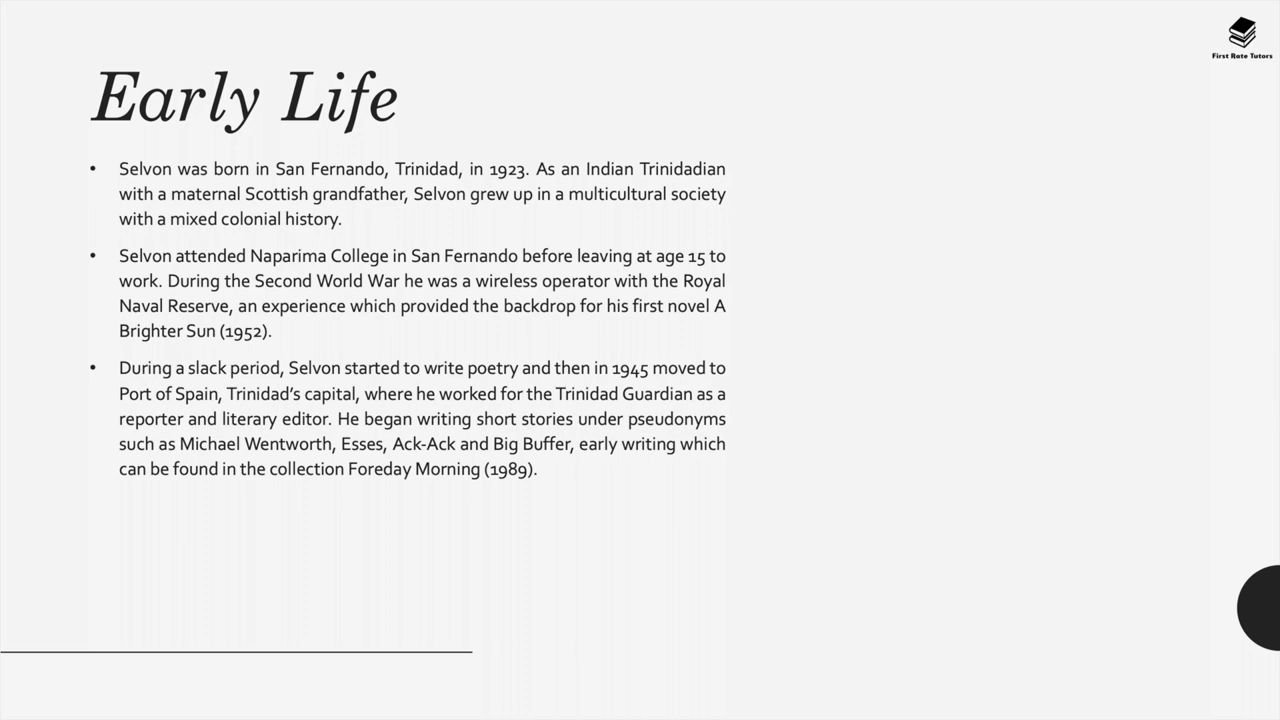 First Rate Tutors
Early Life
• Selvon was born in San Fernando, Trinidad, in 1923. As an Indian Trinidadian
with a maternal Scottish grandfather, Selvon grew up in a multicultural society
with a mixed colonial history.
• Selvon attended Naparima College in San Fernando before leaving at age 15 to
work. During the Second World War he was a wireless operator with the Royal
Naval Reserve, an experience which provided the backdrop for his first novel A
Brighter Sun (1952).
• During a slack period, Selvon started to write poetry and then in 1945 moved to
Port of Spain, Trinidad’s capital, where he worked for the Trinidad Guardian as a
reporter and literary editor. He began writing short stories under pseudonyms
such as Michael Wentworth, Esses, Ack-Ack and Big Buffer, early writing which
can be found in the collection Foreday Morning (1989).